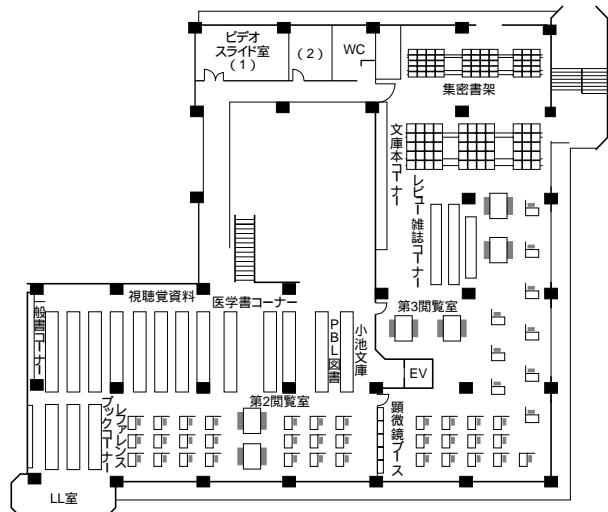 ビデオ
スライド室
(1)
(2)
WC
集密書架
文庫本コーナー
レビュー雑誌コーナー
視聴覚資料
医学書コーナー
一般書コーナー
PBL図書
小池文庫
第3閲覧室
EV
第2閲覧室
レファレンス
ブックコーナー
顕微鏡ブース
LL室